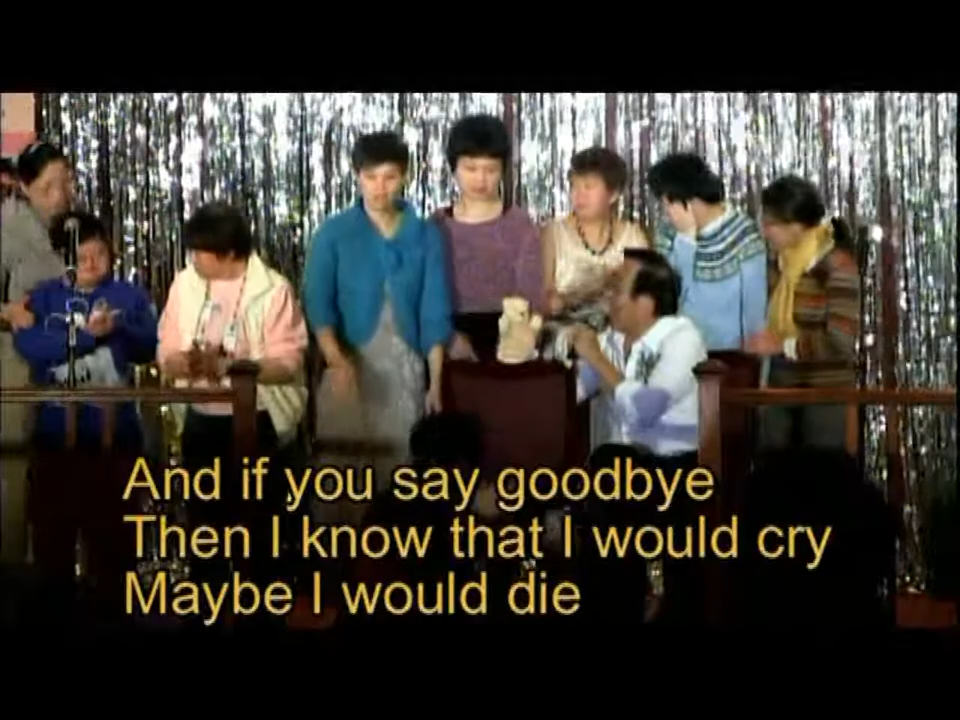 And if you say goodbye
Then I know that I would cry
Maybe I would die